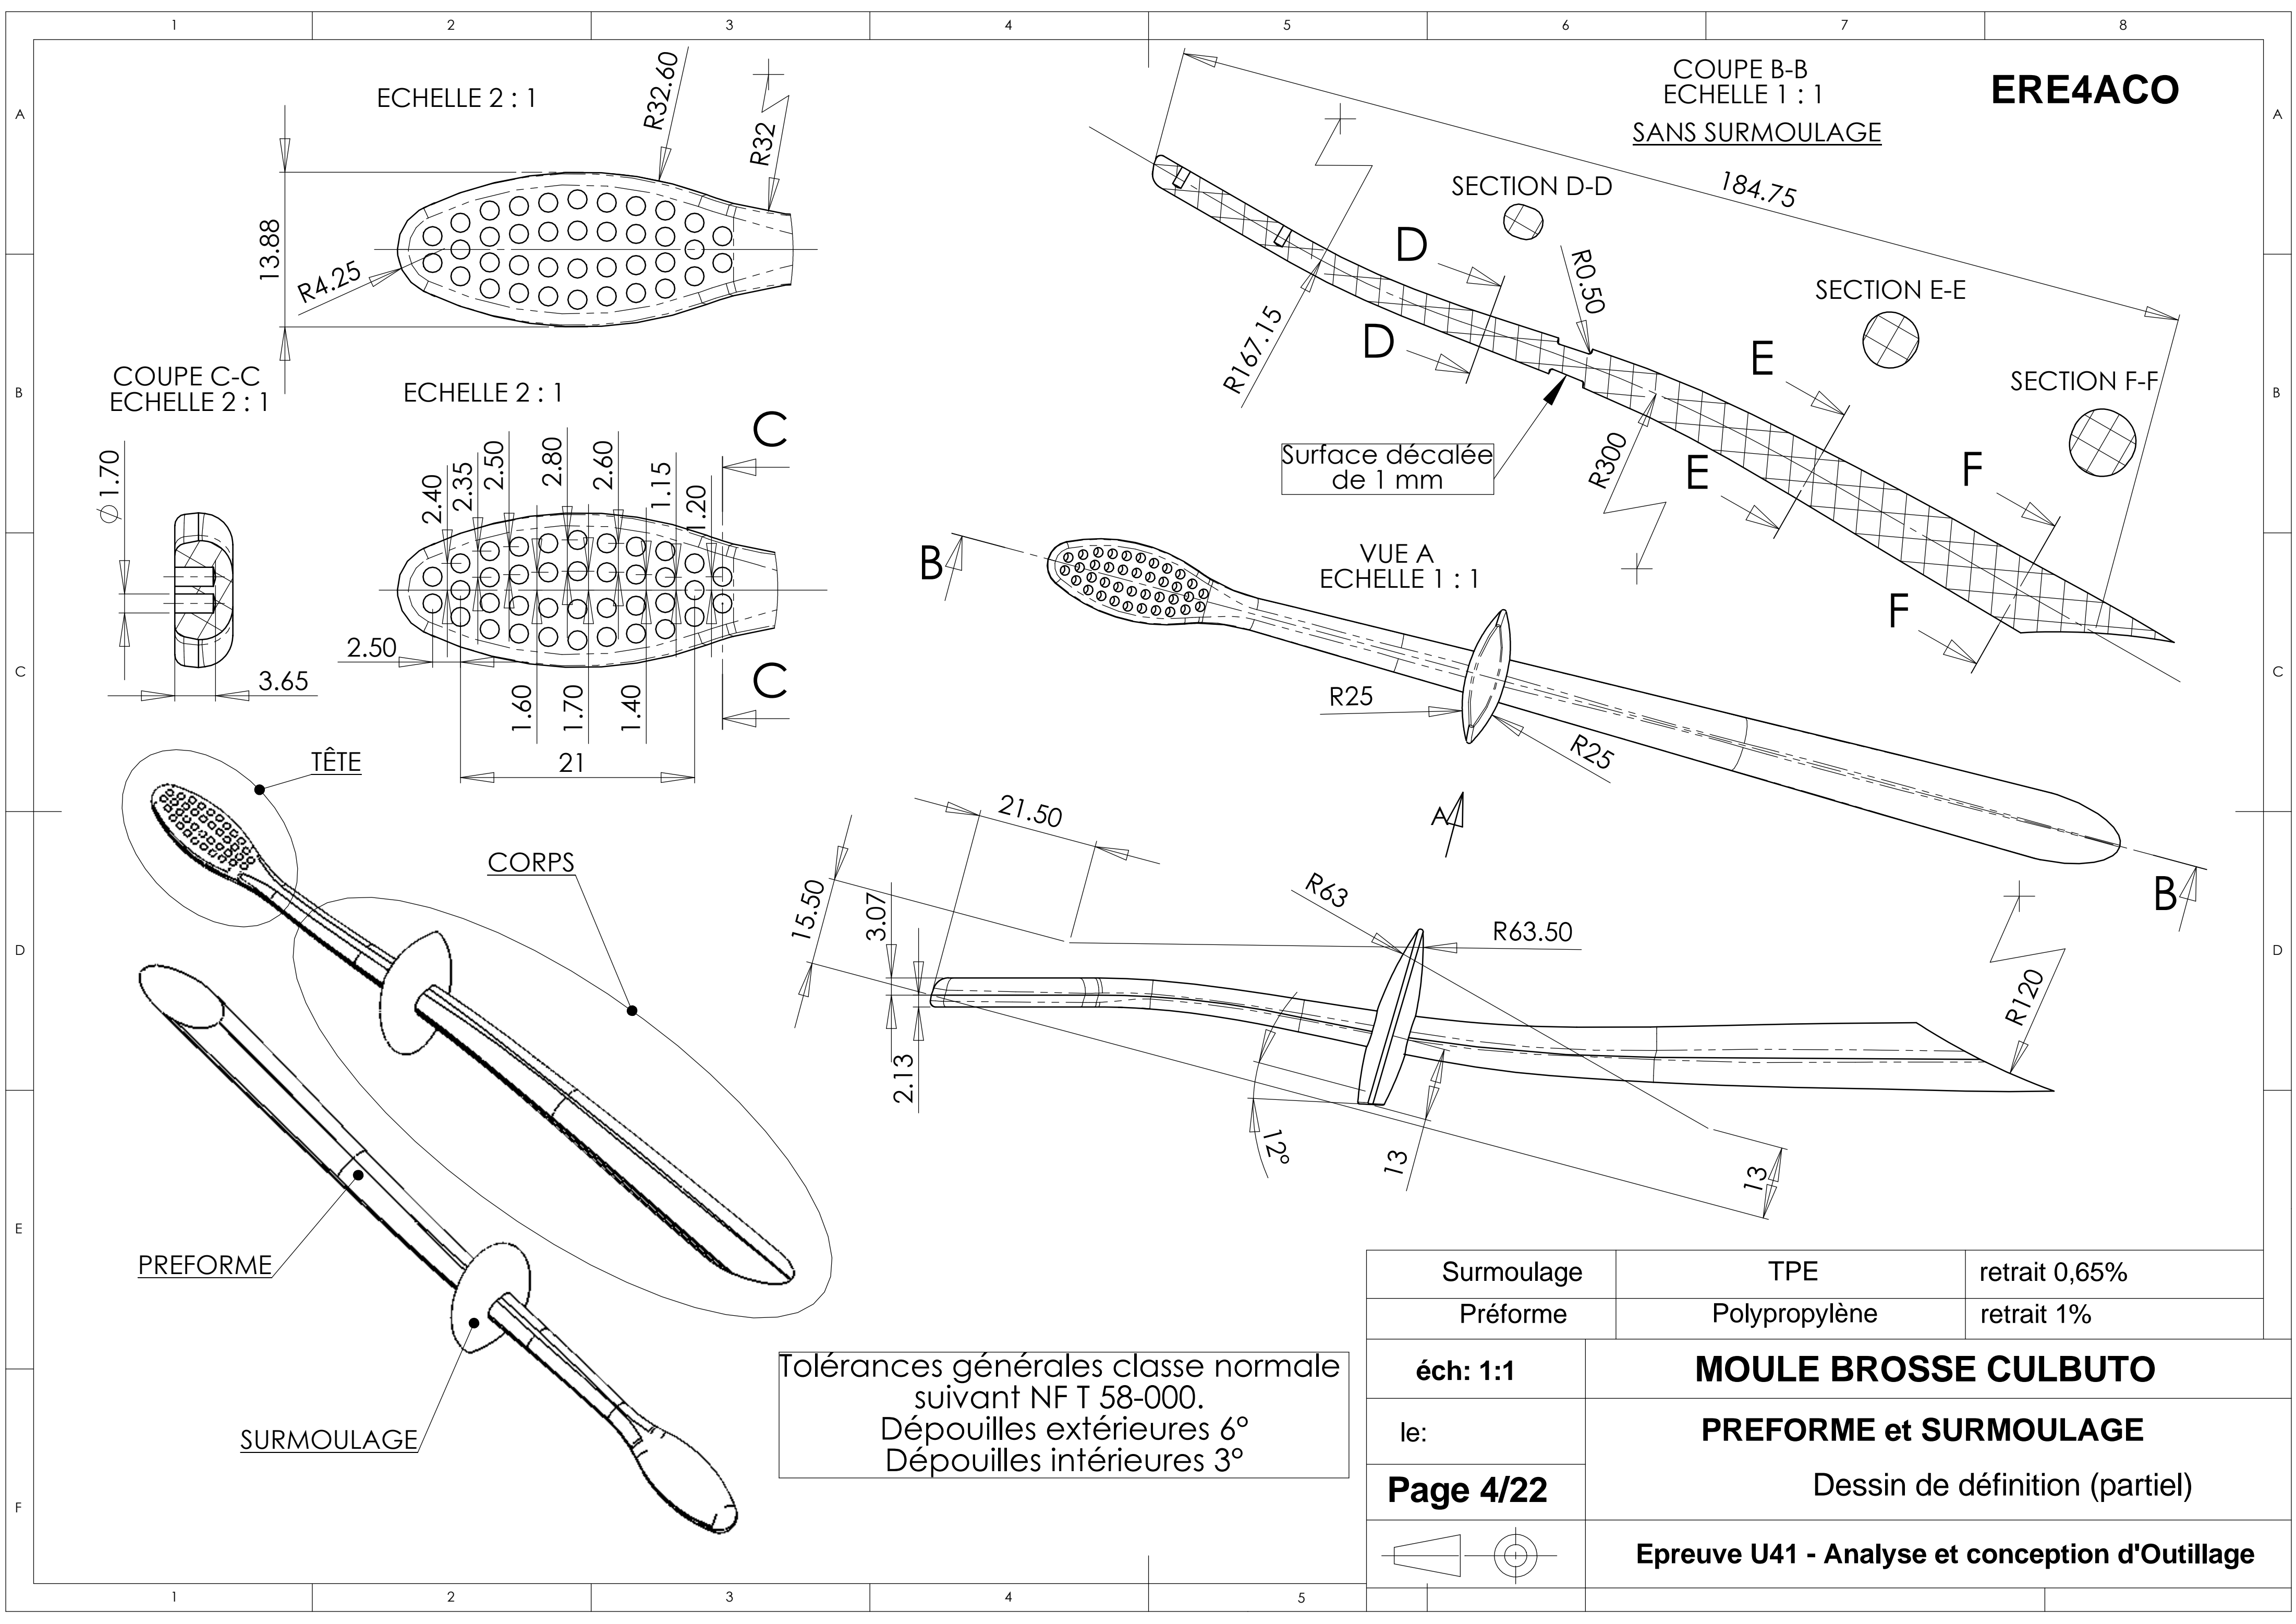 1 2 3 4 5 6 7 8
A
B
C
D
E
F
ECHELLE 2 : 1
R32.60
R32
13.88
R4.25
COUPE B-B
ECHELLE 1 : 1
SANS SURMOULAGE
ERE4ACO
184.75
SECTION D-D
D
D
R0.50
R167.15
SECTION E-E
E
E
SECTION F-F
F
F
R300
Surface décalée
de 1 mm
COUPE C-C
ECHELLE 2 : 1
∅1.70
3.65
ECHELLE 2 : 1
C
C
2.40
2.35
2.50
2.80
2.60
1.15
1.20
2.50
1.60
1.70
1.40
21
B
VUE A
ECHELLE 1 : 1
R25
R25
B
A
TÊTE
CORPS
PREFORME
SURMOULAGE
21.50
15.50
3.07
2.13
R63
R63.50
12°
13
13
R120
Tolérances générales classe normale
suivant NF T 58-000.
Dépouilles extérieures 6°
Dépouilles intérieures 3°
Surmoulage TPE retrait 0,65%
Préforme Polypropylène retrait 1%
éch: 1:1
MOULE BROSSE CULBUTO
le:
PREFORME et SURMOULAGE
Page 4/22
Dessin de définition (partiel)
Epreuve U41 - Analyse et conception d'Outillage
A
B
C
D
1 2 3 4 5